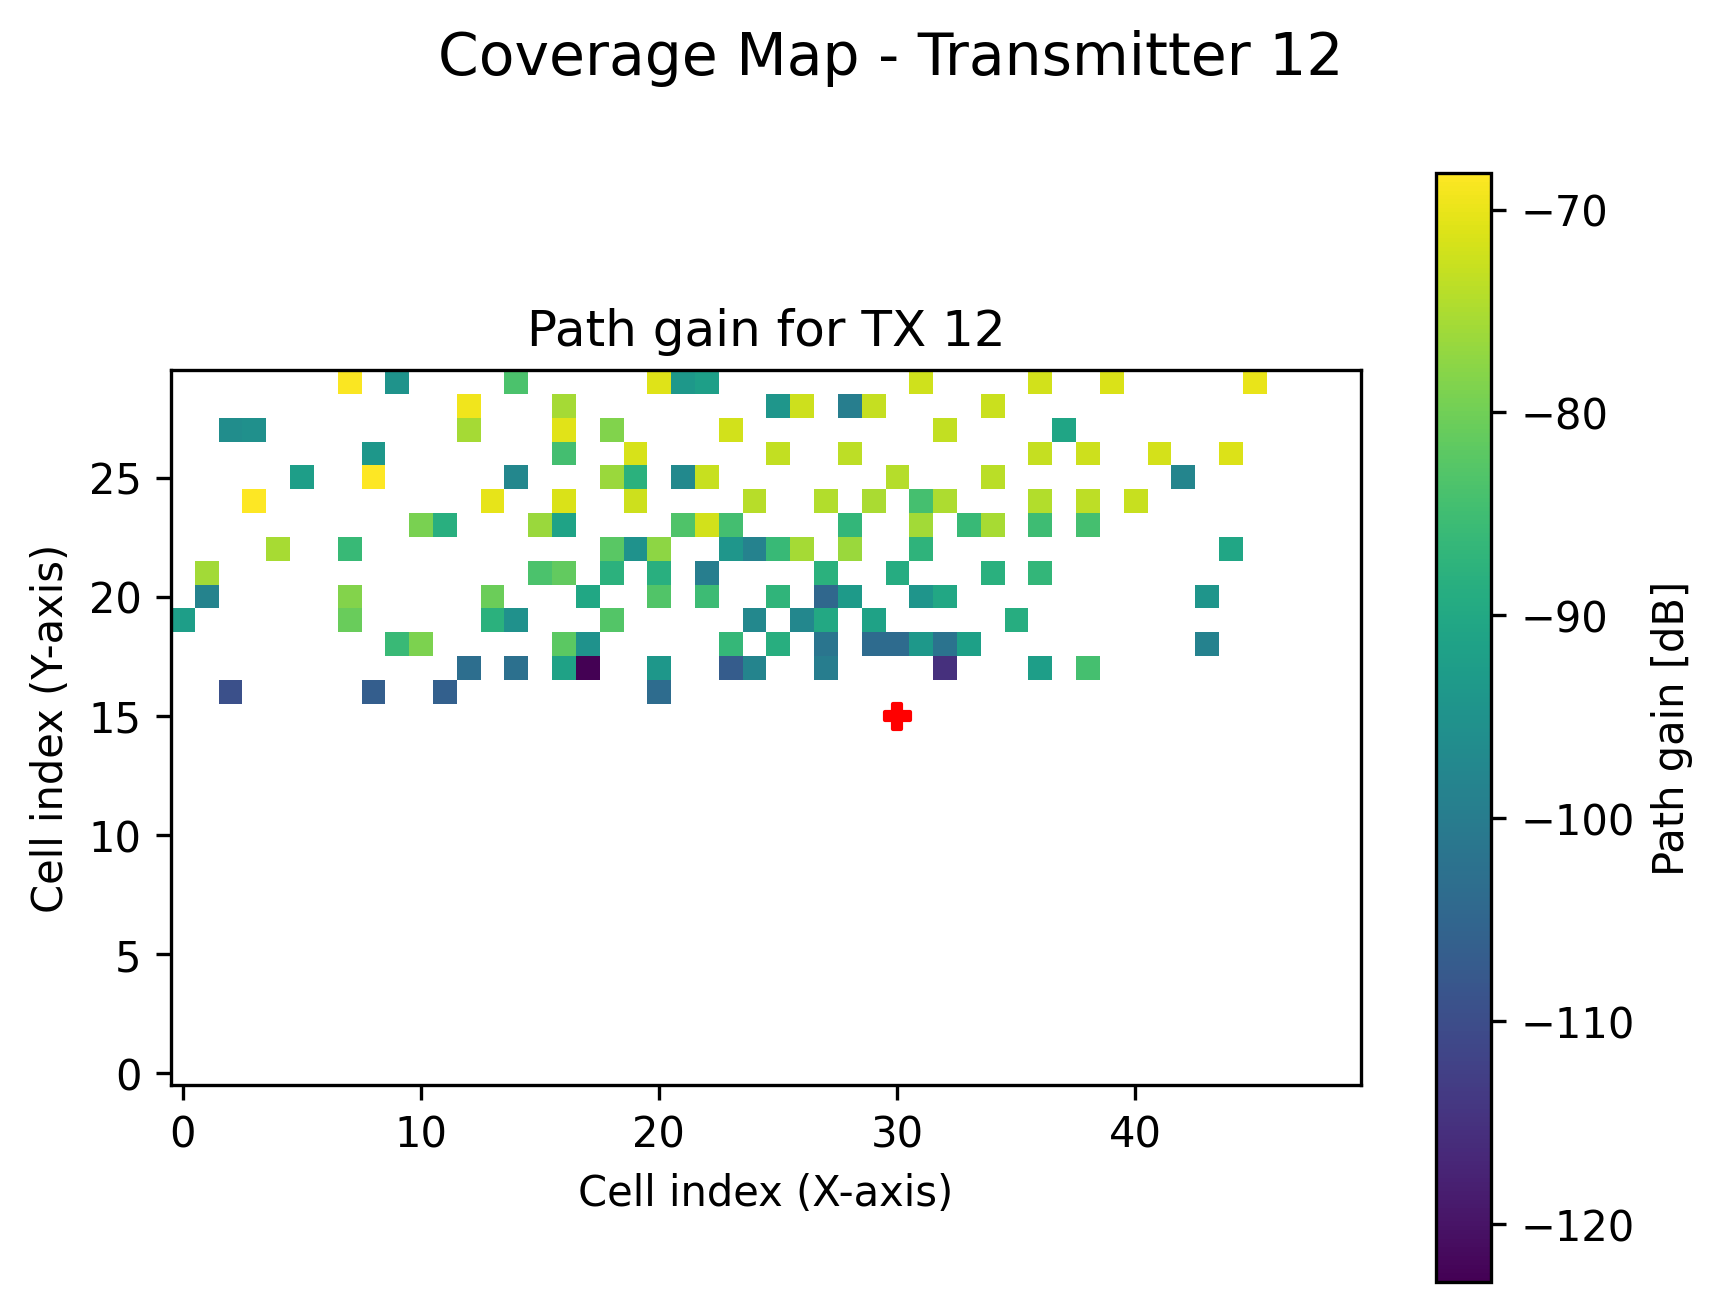 Coverage Map - Transmitter 12
Path gain for TX 12
Cell index (Y-axis)
25
20
15
10
5
0
0 10 20 30 40
Cell index (X-axis)
−70
−80
−90
−100
−110
−120
Path gain [dB]